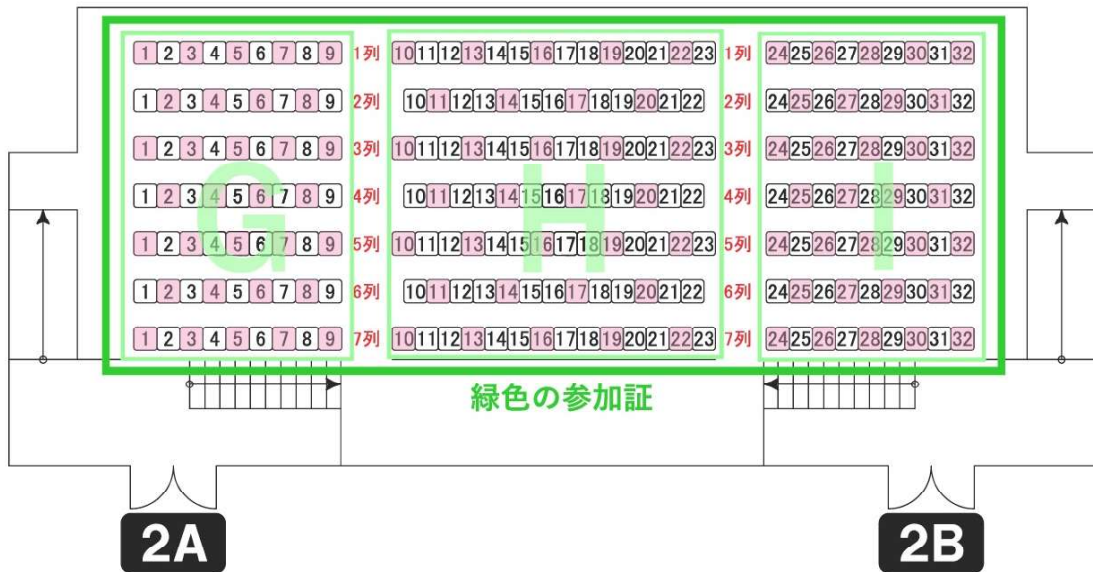 1 2 3 4 5 6 7 8 9 1列 10 11 12 13 14 15 16 17 18 19 20 21 22 23 1列 24 25 26 27 28 29 30 31 32
1 2 3 4 5 6 7 8 9 2列 10 11 12 13 14 15 16 17 18 19 20 21 22 2列 24 25 26 27 28 29 30 31 32
1 2 3 4 5 6 7 8 9 3列 10 11 12 13 14 15 16 17 18 19 20 21 22 23 3列 24 25 26 27 28 29 30 31 32
1 2 3 4 5 6 7 8 9 4列 10 11 12 13 14 15 16 17 18 19 20 21 22 4列 24 25 26 27 28 29 30 31 32
G H I
1 2 3 4 5 6 7 8 9 5列 10 11 12 13 14 15 16 17 18 19 20 21 22 23 5列 24 25 26 27 28 29 30 31 32
1 2 3 4 5 6 7 8 9 6列 10 11 12 13 14 15 16 17 18 19 20 21 22 6列 24 25 26 27 28 29 30 31 32
1 2 3 4 5 6 7 8 9 7列 10 11 12 13 14 15 16 17 18 19 20 21 22 23 7列 24 25 26 27 28 29 30 31 32
緑色の参加証
2A 2B